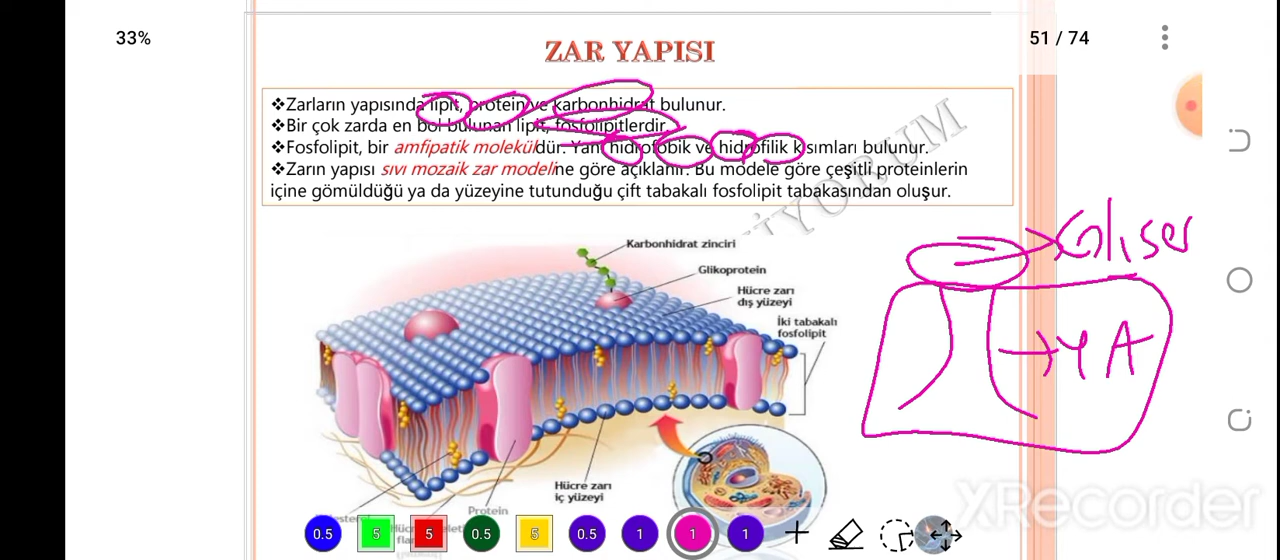 33%
51 / 74
ZAR YAPISI
❖Zarların yapısında lipit, protein ve karbonhidrat bulunur.
❖Bir çok zarda en bol bulunan lipit, fosfolipitlerdir.
❖Fosfolipit, bir amfipatik moleküldür. Yani hidrofobik ve hidrofilik kısımları bulunur.
❖Zarın yapısı sıvı mozaik zar modeline göre açıklanır. Bu modele göre çeşitli proteinlerin
içine gömüldüğü ya da yüzeyine tutunduğu çift tabakalı fosfolipit tabakasından oluşur.
Karbonhidrat zinciri
Gliser
Glikoprotein
Hücre zarı
dış yüzeyi
İki tabakalı
fosfolipit
YA
Hücre zarı
iç yüzeyi
Protein
XRecorder
0.5 5 5 0.5 5 0.5 1 1 1